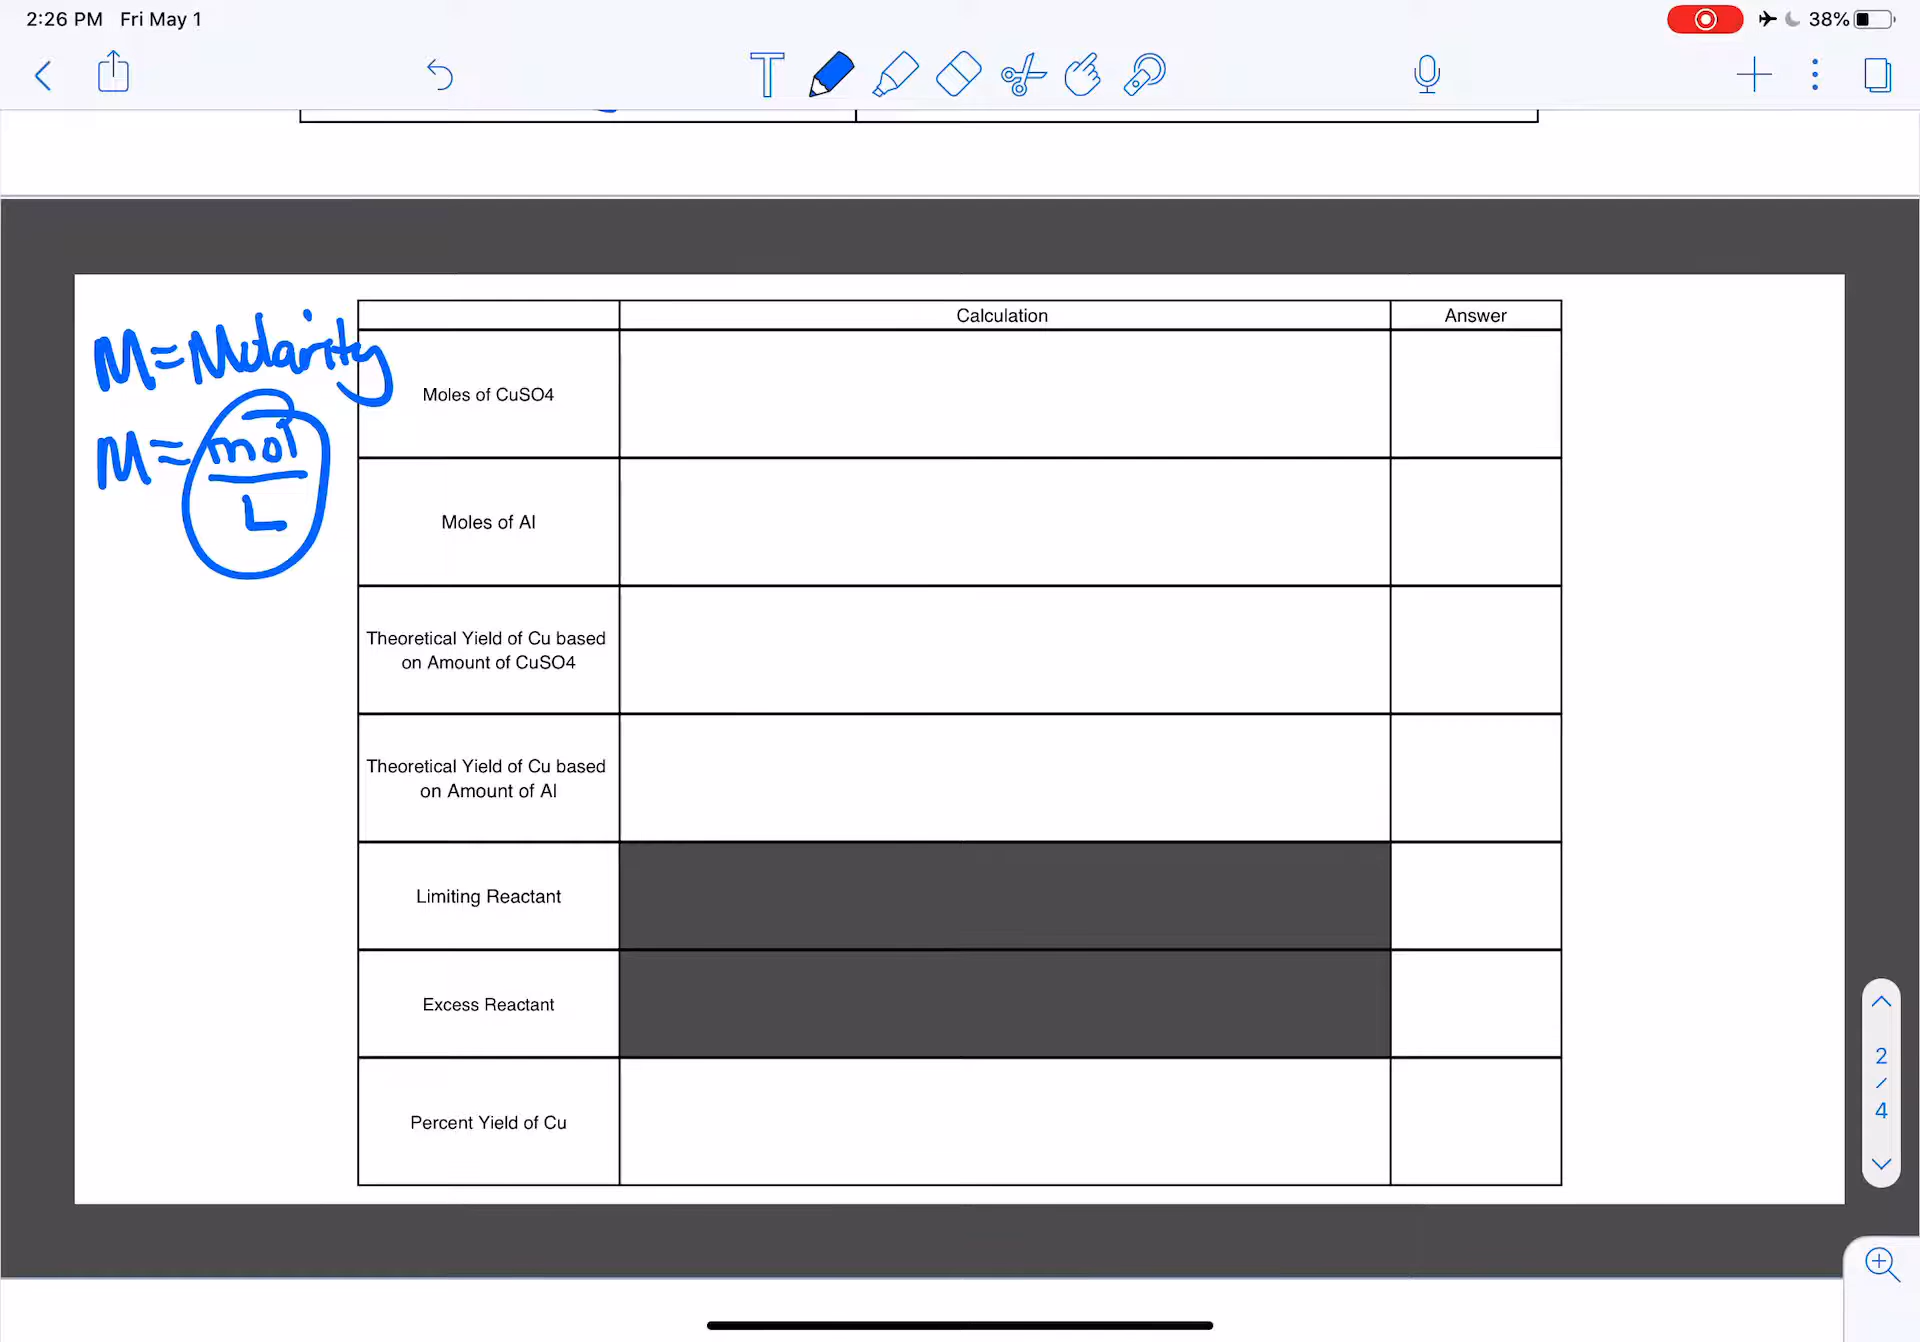 2:26 PM Fri May 1
38%
T
Calculation
Answer
M=Molarity
M=mol
L
Moles of CuSO4
Moles of Al
Theoretical Yield of Cu based
on Amount of CuSO4
Theoretical Yield of Cu based
on Amount of Al
Limiting Reactant
Excess Reactant
Percent Yield of Cu
2
/
4